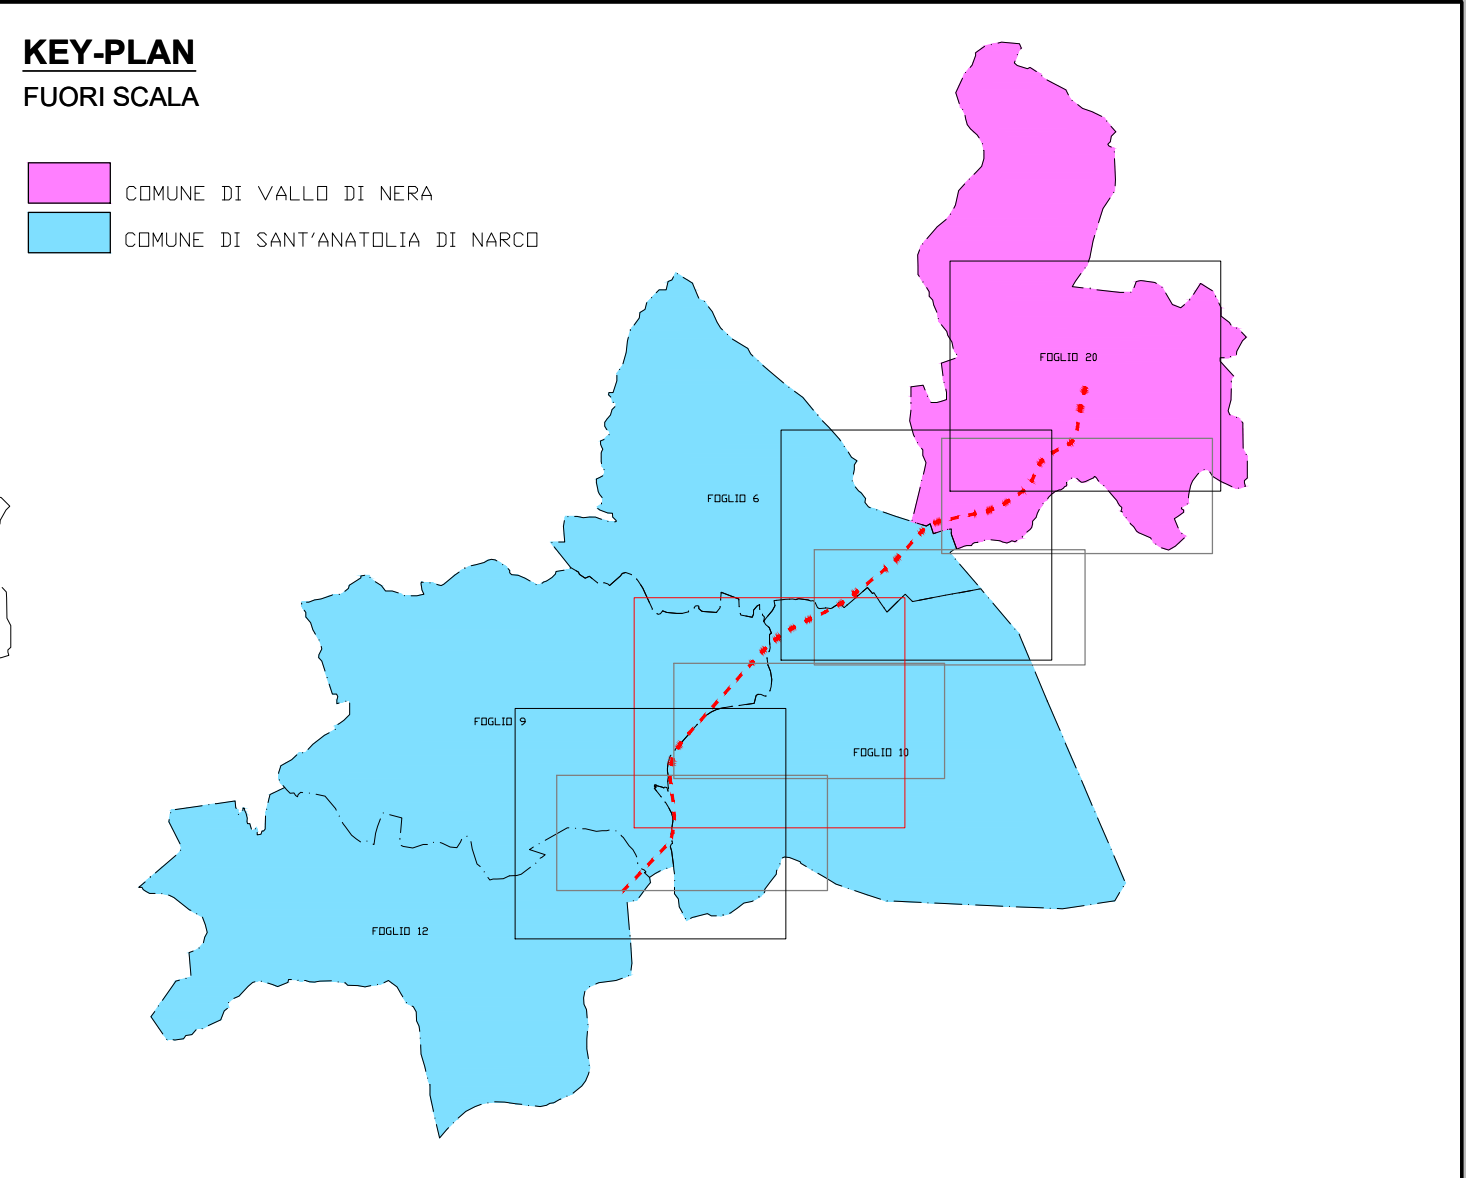 KEY-PLAN
FUORI SCALA
COMUNE DI VALLO DI NERA
COMUNE DI SANT'ANATOLIA DI NARCO
FOGLIO 20
FOGLIO 6
FOGLIO 9
FOGLIO 10
FOGLIO 12